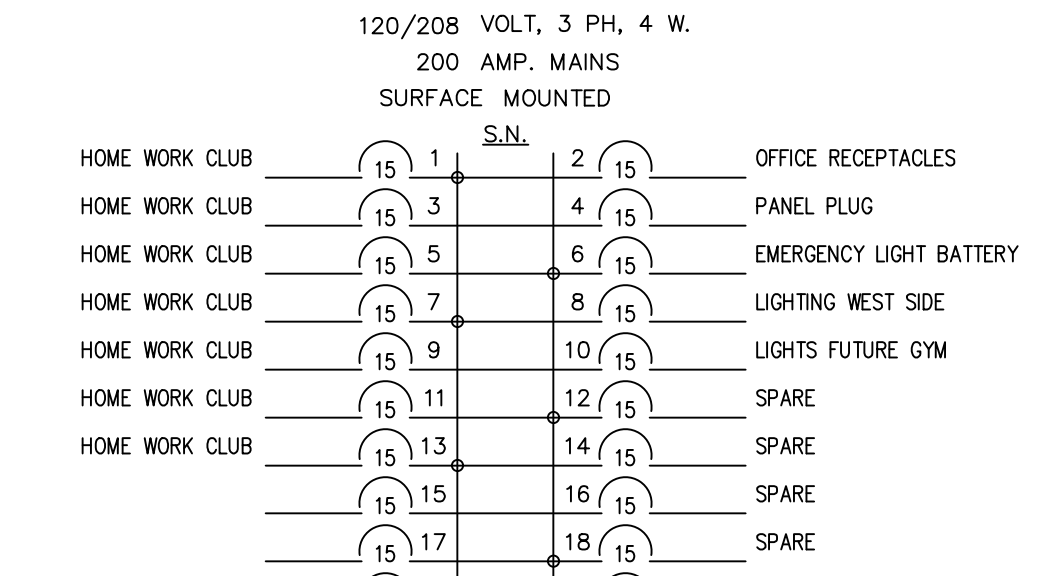 120/208 VOLT, 3 PH, 4 W.
200 AMP. MAINS
SURFACE MOUNTED
S.N.
HOME WORK CLUB 15 1 2 15 OFFICE RECEPTACLES
HOME WORK CLUB 15 3 4 15 PANEL PLUG
HOME WORK CLUB 15 5 6 15 EMERGENCY LIGHT BATTERY
HOME WORK CLUB 15 7 8 15 LIGHTING WEST SIDE
HOME WORK CLUB 15 9 10 15 LIGHTS FUTURE GYM
HOME WORK CLUB 15 11 12 15 SPARE
HOME WORK CLUB 15 13 14 15 SPARE
15 15 16 15 SPARE
15 17 18 15 SPARE